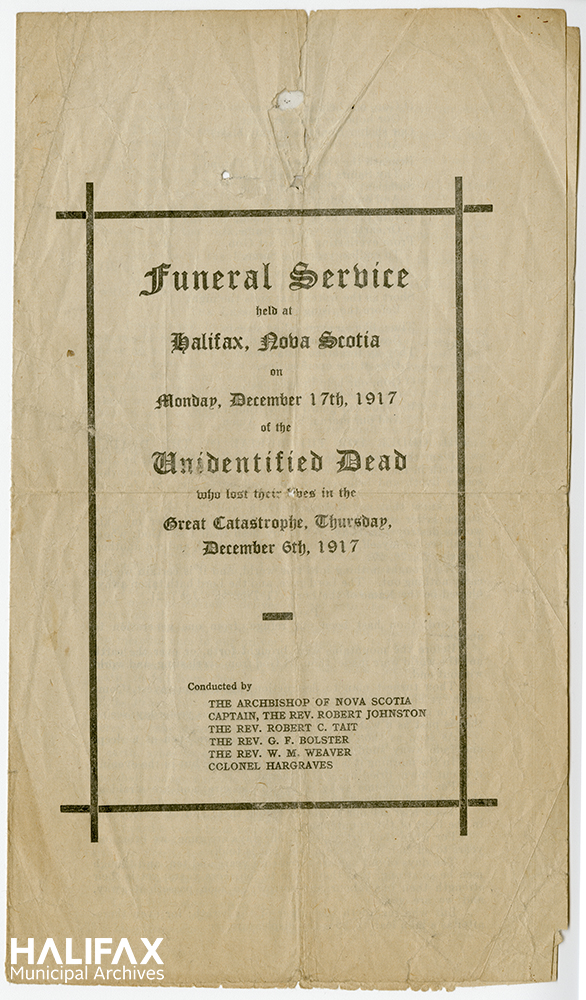 Funeral Service
held at
Halifax, Nova Scotia
on
Monday, December 17th, 1917
of the
Unidentified Dead
who lost their lives in the
Great Catastrophe, Thursday,
December 6th, 1917
Conducted by
THE ARCHBISHOP OF NOVA SCOTIA
CAPTAIN, THE REV. ROBERT JOHNSTON
THE REV. ROBERT C. TAIT
THE REV. G. F. BOLSTER
THE REV. W. M. WEAVER
COLONEL HARGRAVES
HALIFAX
Municipal Archives